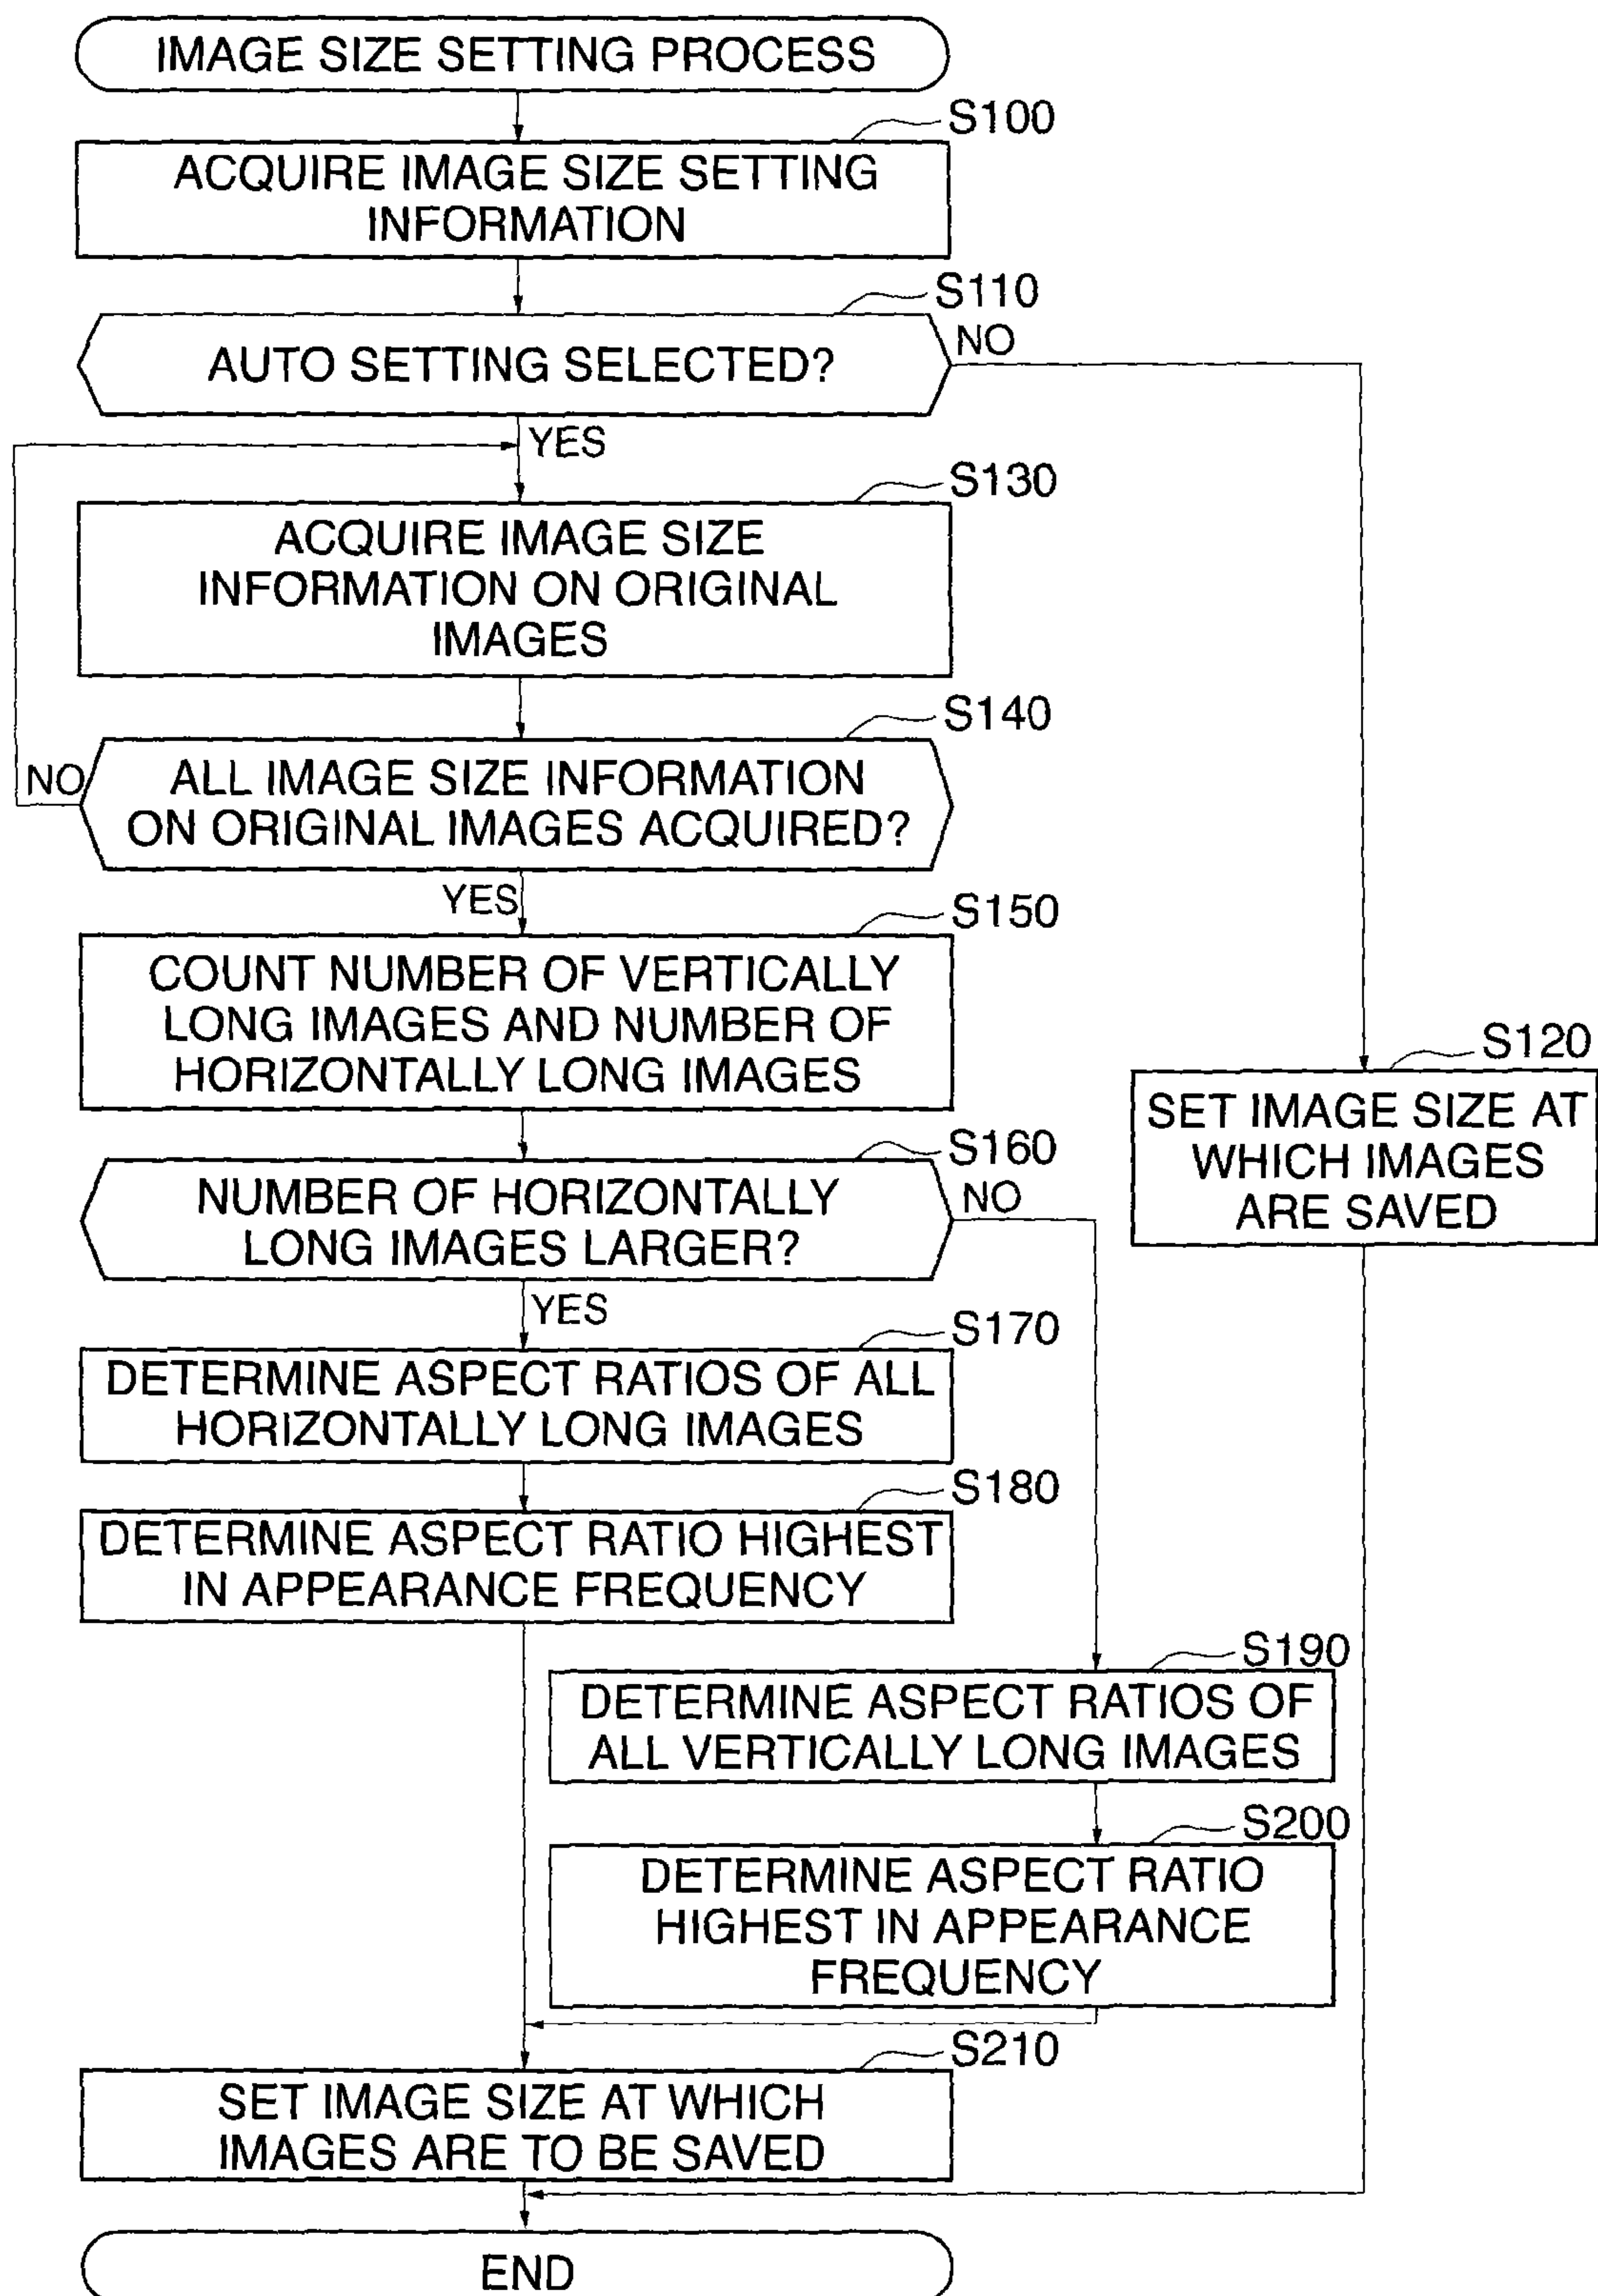 IMAGE SIZE SETTING PROCESS
S100
ACQUIRE IMAGE SIZE SETTING
INFORMATION
S110
AUTO SETTING SELECTED?
NO
YES
S130
ACQUIRE IMAGE SIZE
INFORMATION ON ORIGINAL
IMAGES
S140
NO
ALL IMAGE SIZE INFORMATION
ON ORIGINAL IMAGES ACQUIRED?
YES
S150
COUNT NUMBER OF VERTICALLY
LONG IMAGES AND NUMBER OF
HORIZONTALLY LONG IMAGES
S120
SET IMAGE SIZE AT
WHICH IMAGES
ARE SAVED
S160
NUMBER OF HORIZONTALLY
LONG IMAGES LARGER?
NO
YES
S170
DETERMINE ASPECT RATIOS OF ALL
HORIZONTALLY LONG IMAGES
S180
DETERMINE ASPECT RATIO HIGHEST
IN APPEARANCE FREQUENCY
S190
DETERMINE ASPECT RATIOS OF
ALL VERTICALLY LONG IMAGES
S200
DETERMINE ASPECT RATIO
HIGHEST IN APPEARANCE
FREQUENCY
S210
SET IMAGE SIZE AT WHICH
IMAGES ARE TO BE SAVED
END